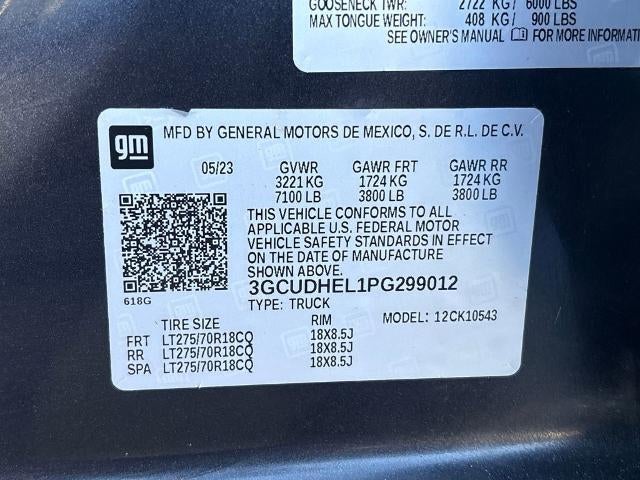 GOOSENECK TWR: 2722 KG/ 6000 LBS
MAX TONGUE WEIGHT: 408 KG/ 900 LBS
SEE OWNER'S MANUAL FOR MORE INFORMATI
gm
MFD BY GENERAL MOTORS DE MEXICO, S. DE R.L. DE C.V.
05/23 GVWR GAWR FRT GAWR RR
3221 KG 1724 KG 1724 KG
7100 LB 3800 LB 3800 LB
THIS VEHICLE CONFORMS TO ALL
APPLICABLE U.S. FEDERAL MOTOR
VEHICLE SAFETY STANDARDS IN EFFECT
ON THE DATE OF MANUFACTURE
SHOWN ABOVE.
3GCUDHEL1PG299012
618G
TYPE: TRUCK
TIRE SIZE RIM MODEL: 12CK10543
FRT LT275/70R18CQ 18X8.5J
RR LT275/70R18CQ 18X8.5J
SPA LT275/70R18CQ 18X8.5J